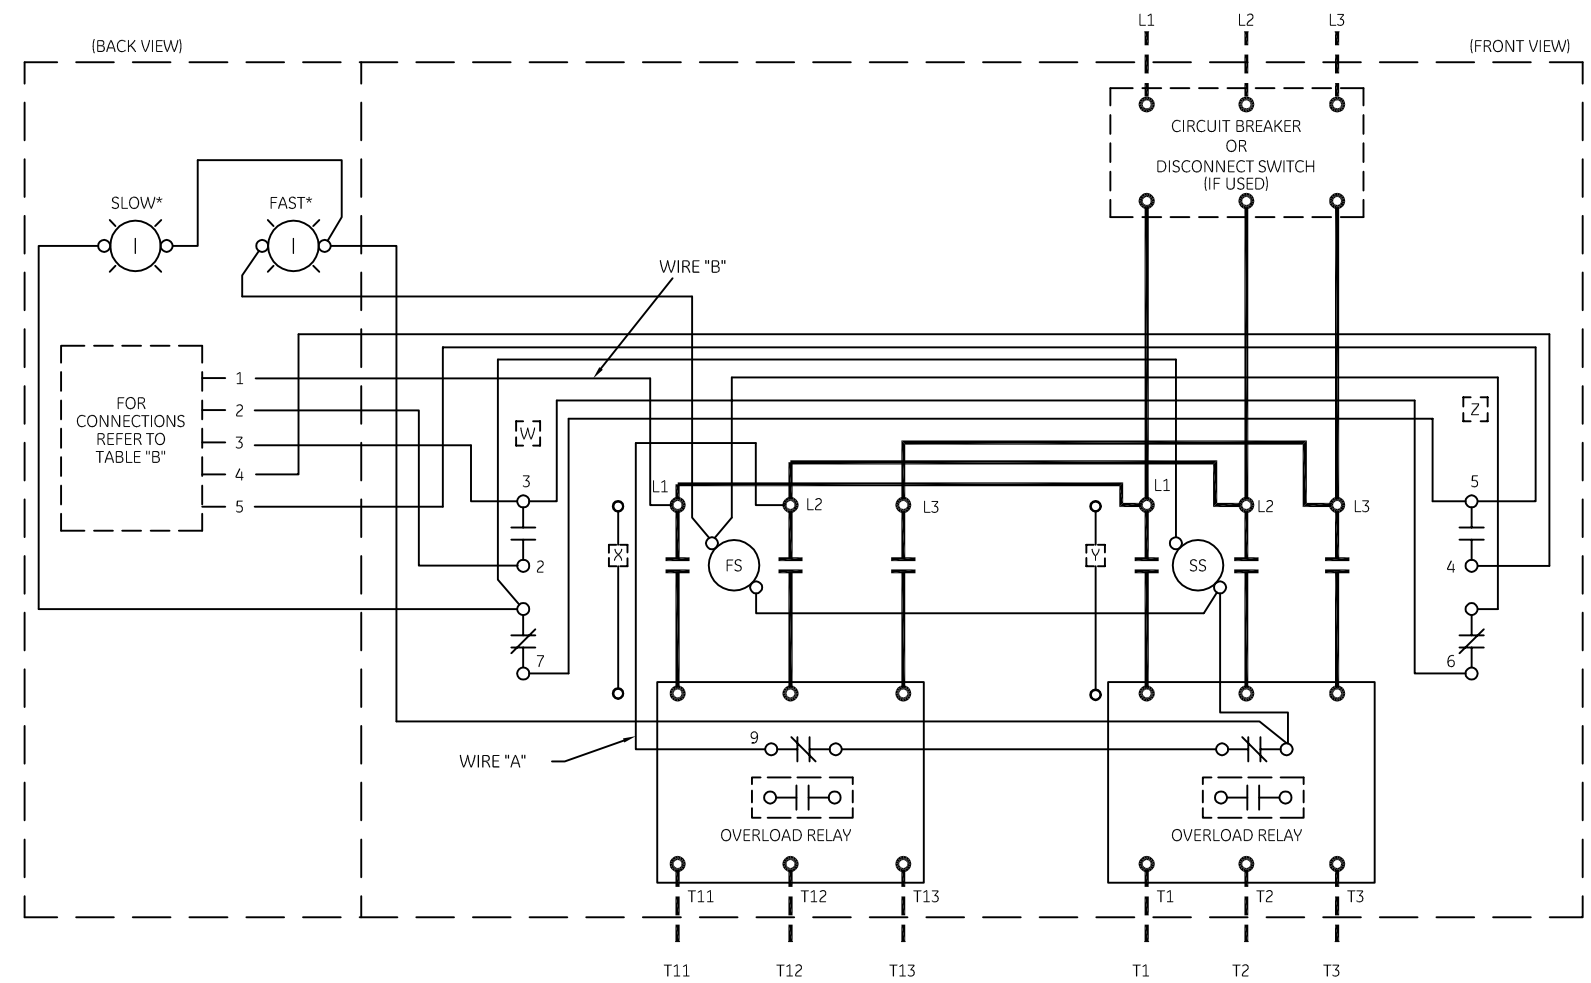 L1 L2 L3
(BACK VIEW) (FRONT VIEW)
CIRCUIT BREAKER
OR
DISCONNECT SWITCH
(IF USED)
SLOW* FAST*
I I
WIRE "B"
FOR
CONNECTIONS
REFER TO
TABLE "B"
1
2
3
4
5
W Z
3 5
L1 L2 L3 L1 L2 L3
X FS Y SS
2 4
7 6
9
WIRE "A"
OVERLOAD RELAY OVERLOAD RELAY
T11 T12 T13 T1 T2 T3
T11 T12 T13 T1 T2 T3